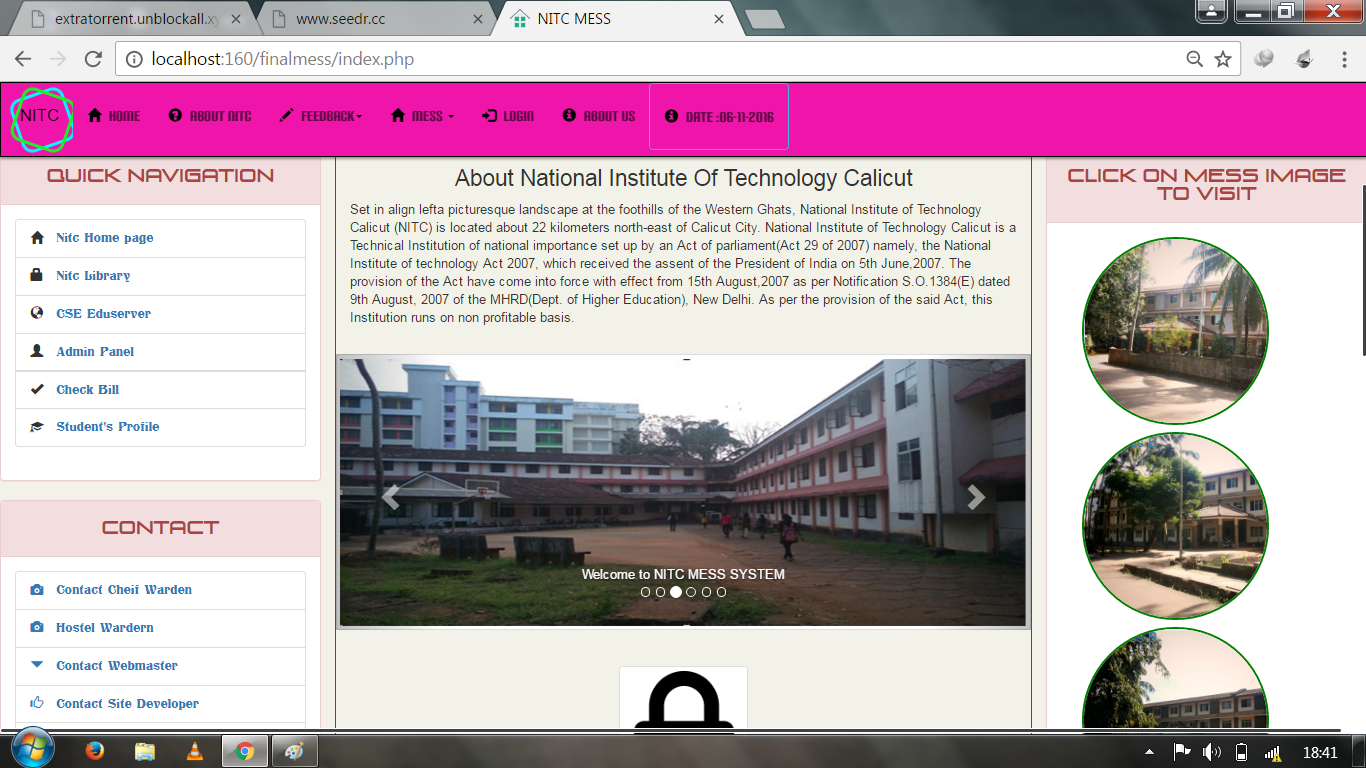 extratorrent.unblockall.xy
www.seedr.cc
NITC MESS
localhost:160/finalmess/index.php
NITC
HOME
ABOUT NITC
FEEDBACK
MESS
LOGIN
ABOUT US
DATE :06-11-2016
QUICK NAVIGATION
Nitc Home page
Nitc Library
CSE Eduserver
Admin Panel
Check Bill
Student's Profile
CONTACT
Contact Cheif Warden
Hostel Wardern
Contact Webmaster
Contact Site Developer
About National Institute Of Technology Calicut
Set in align lefta picturesque landscape at the foothills of the Western Ghats, National Institute of Technology
Calicut (NITC) is located about 22 kilometers north-east of Calicut City. National Institute of Technology Calicut is a
Technical Institution of national importance set up by an Act of parliament(Act 29 of 2007) namely, the National
Institute of technology Act 2007, which received the assent of the President of India on 5th June,2007. The
provision of the Act have come into force with effect from 15th August,2007 as per Notification S.O.1384(E) dated
9th August, 2007 of the MHRD(Dept. of Higher Education), New Delhi. As per the provision of the said Act, this
Institution runs on non profitable basis.
Welcome to NITC MESS SYSTEM
CLICK ON MESS IMAGE
TO VISIT
18:41